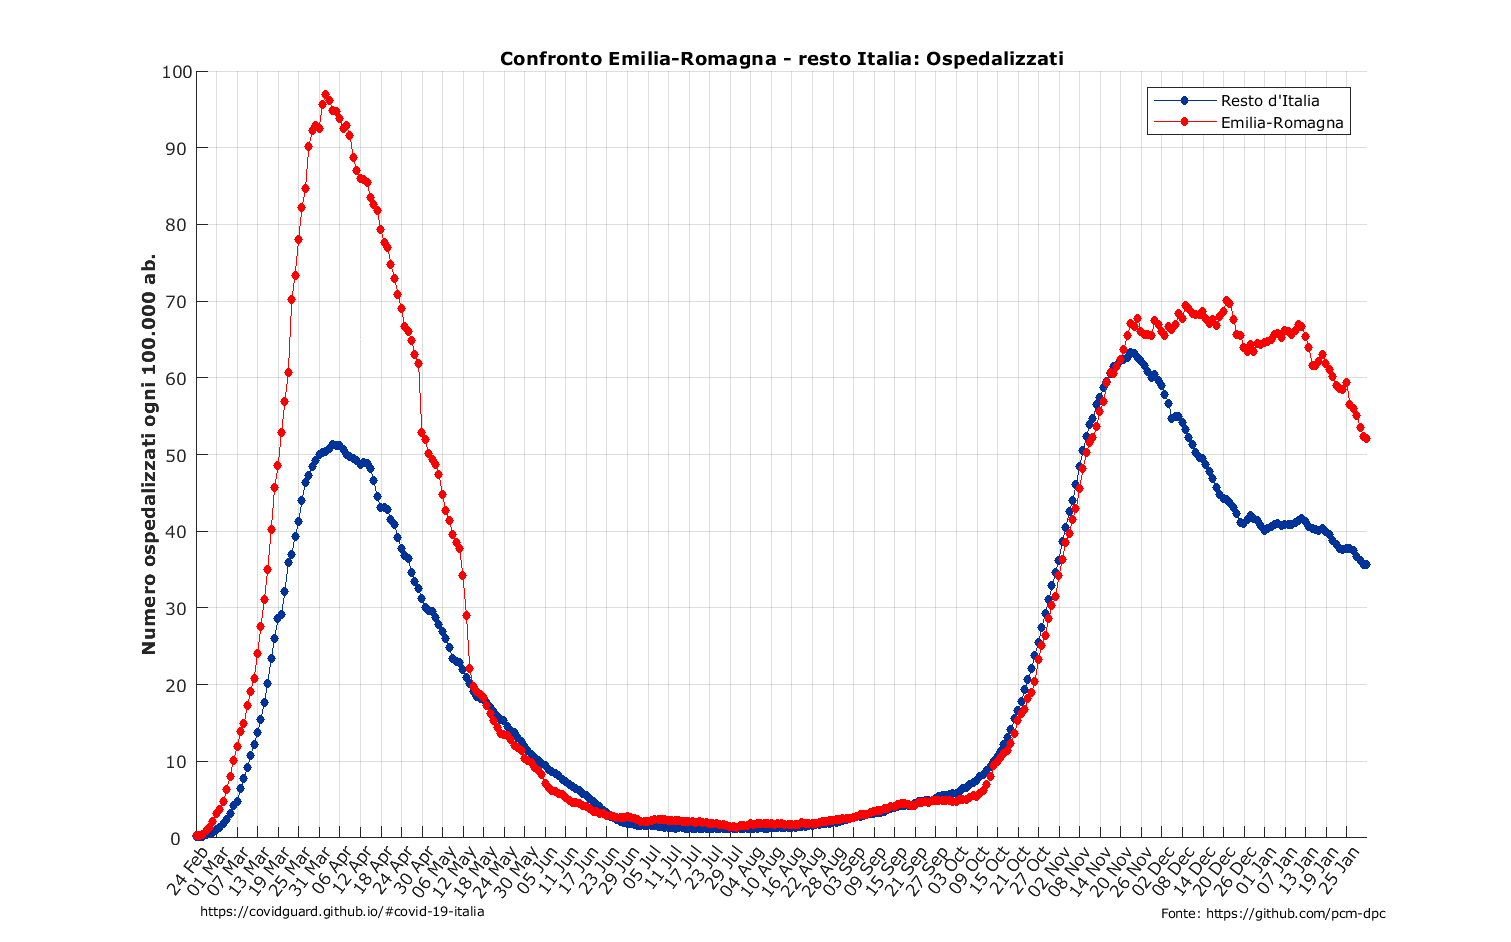 Confronto Emilia-Romagna - resto Italia: Ospedalizzati
Resto d'Italia
Emilia-Romagna
Numero ospedalizzati ogni 100.000 ab.
100
90
80
70
60
50
40
30
20
10
0
24 Feb
01 Mar
07 Mar
13 Mar
19 Mar
25 Mar
31 Mar
06 Apr
12 Apr
18 Apr
24 Apr
30 Apr
06 May
12 May
18 May
24 May
30 May
05 Jun
11 Jun
17 Jun
23 Jun
29 Jun
05 Jul
11 Jul
17 Jul
23 Jul
29 Jul
04 Aug
10 Aug
16 Aug
22 Aug
28 Aug
03 Sep
09 Sep
15 Sep
21 Sep
27 Sep
03 Oct
09 Oct
15 Oct
21 Oct
27 Oct
02 Nov
08 Nov
14 Nov
20 Nov
26 Nov
02 Dec
08 Dec
14 Dec
20 Dec
26 Dec
01 Jan
07 Jan
13 Jan
19 Jan
25 Jan
https://covidguard.github.io/#covid-19-italia
Fonte: https://github.com/pcm-dpc